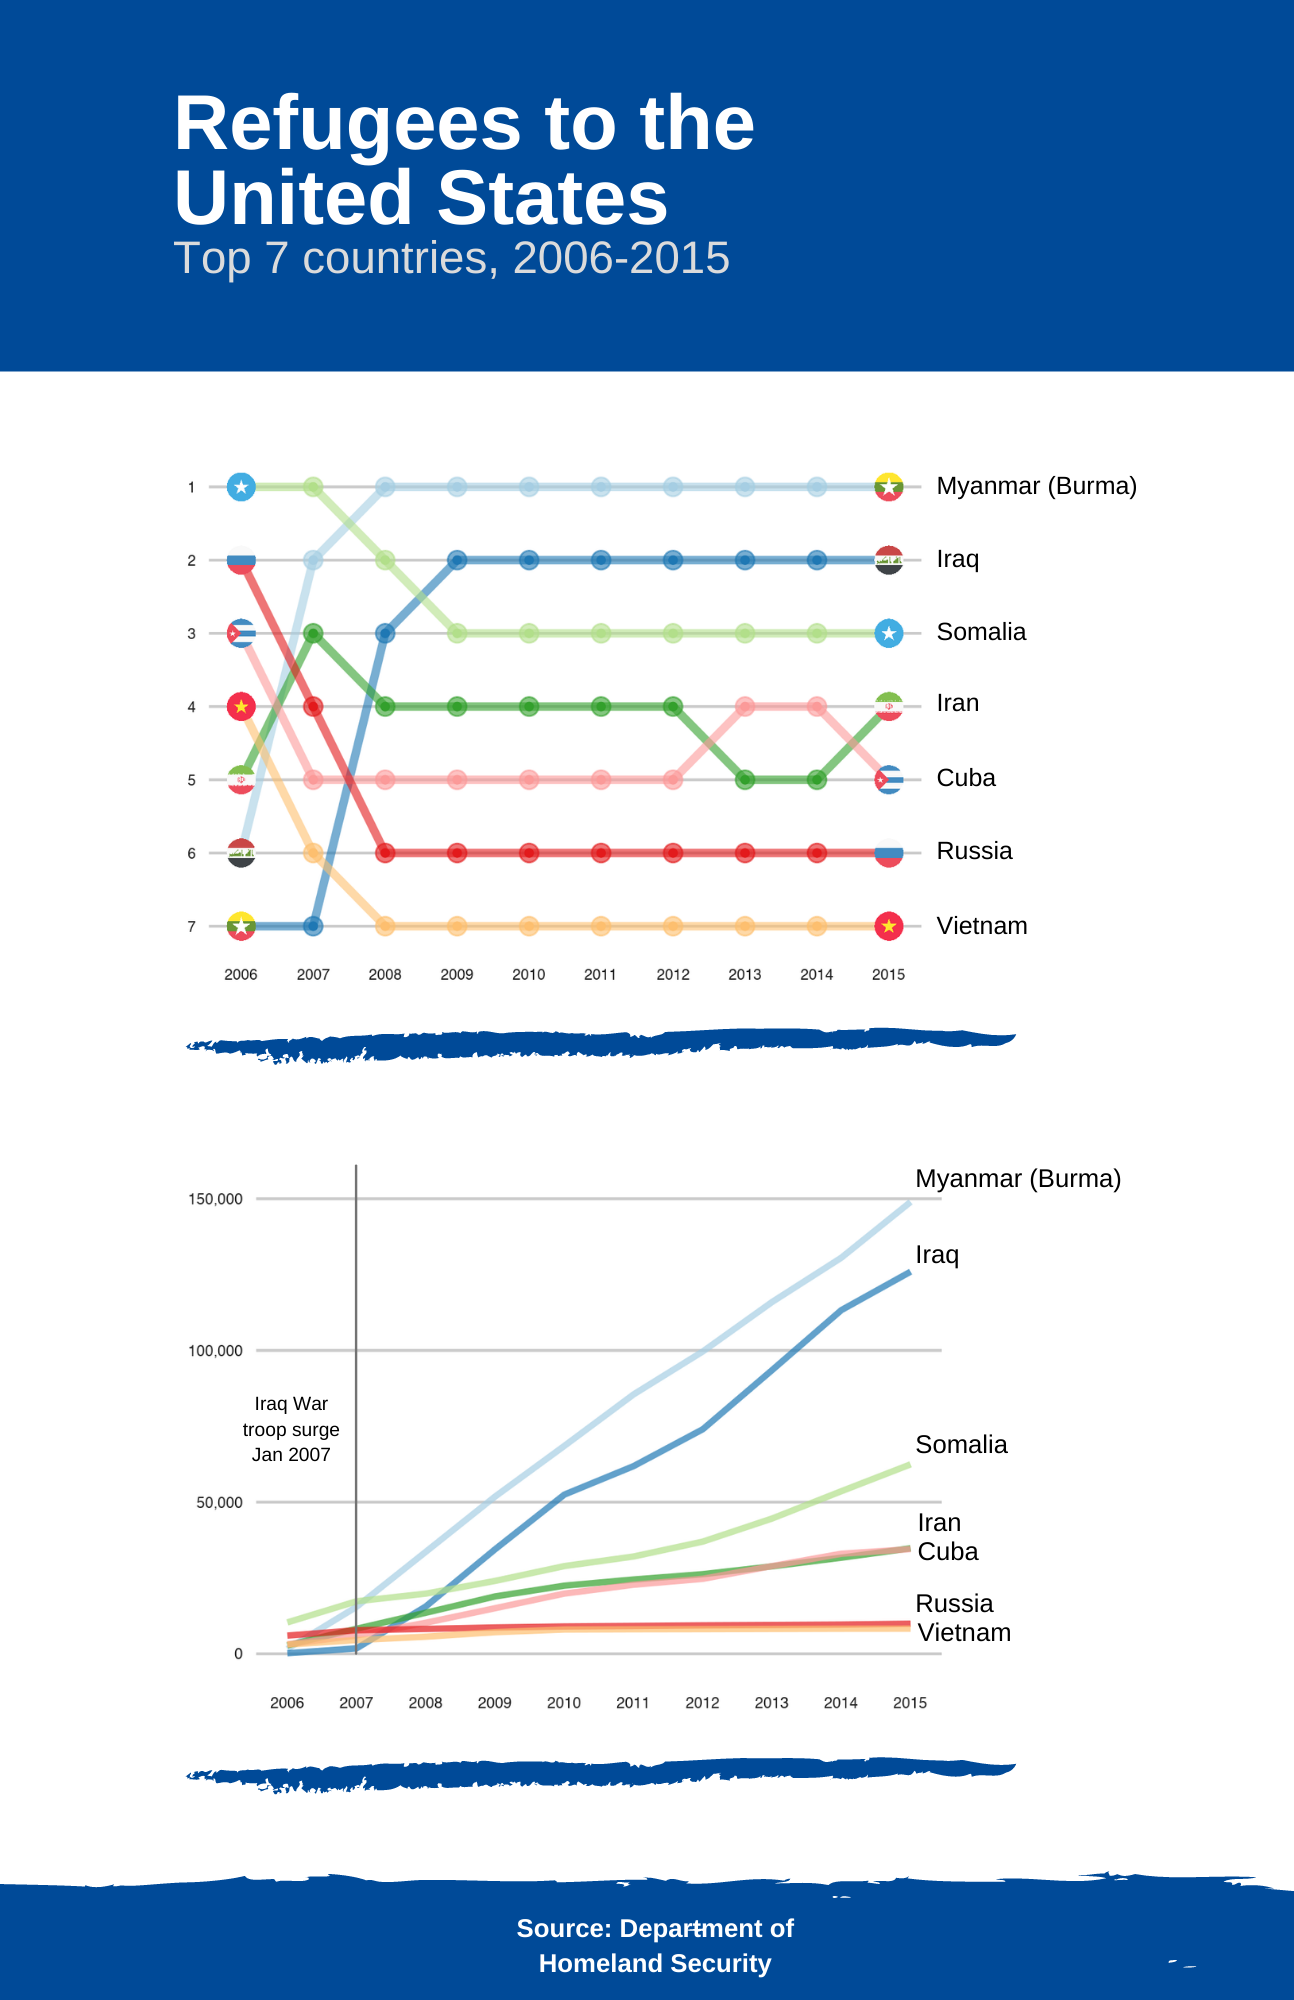 Refugees to the
United States
Top 7 countries, 2006-2015
1
Myanmar (Burma)
2
Iraq
3
Somalia
4
Iran
5
Cuba
6
Russia
7
Vietnam
2006 2007 2008 2009 2010 2011 2012 2013 2014 2015
Myanmar (Burma)
150,000
Iraq
100,000
Iraq War
troop surge
Jan 2007
Somalia
50,000
Iran
Cuba
Russia
Vietnam
0
2006 2007 2008 2009 2010 2011 2012 2013 2014 2015
Source: Department of
Homeland Security